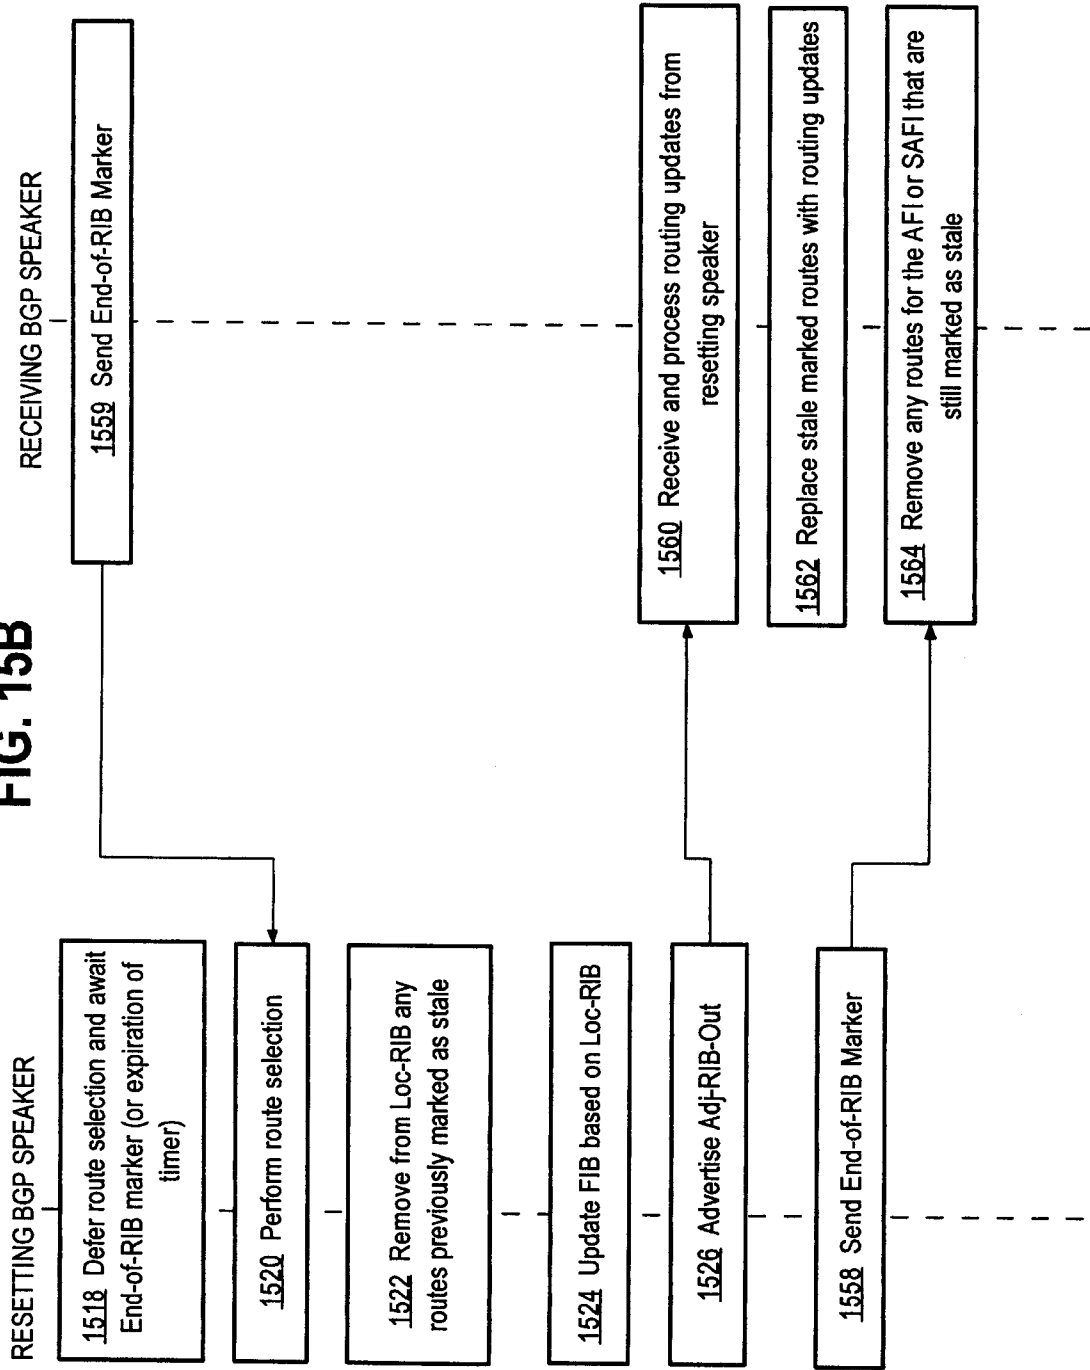 FIG. 15B
RESETTING BGP SPEAKER
RECEIVING BGP SPEAKER
1518 Defer route selection and await
End-of-RIB marker (or expiration of
timer)
1559 Send End-of-RIB Marker
1520 Perform route selection
1522 Remove from Loc-RIB any
routes previously marked as stale
1524 Update FIB based on Loc-RIB
1526 Advertise Adj-RIB-Out
1560 Receive and process routing updates from
resetting speaker
1562 Replace stale marked routes with routing updates
1558 Send End-of-RIB Marker
1564 Remove any routes for the AFI or SAFI that are
still marked as stale